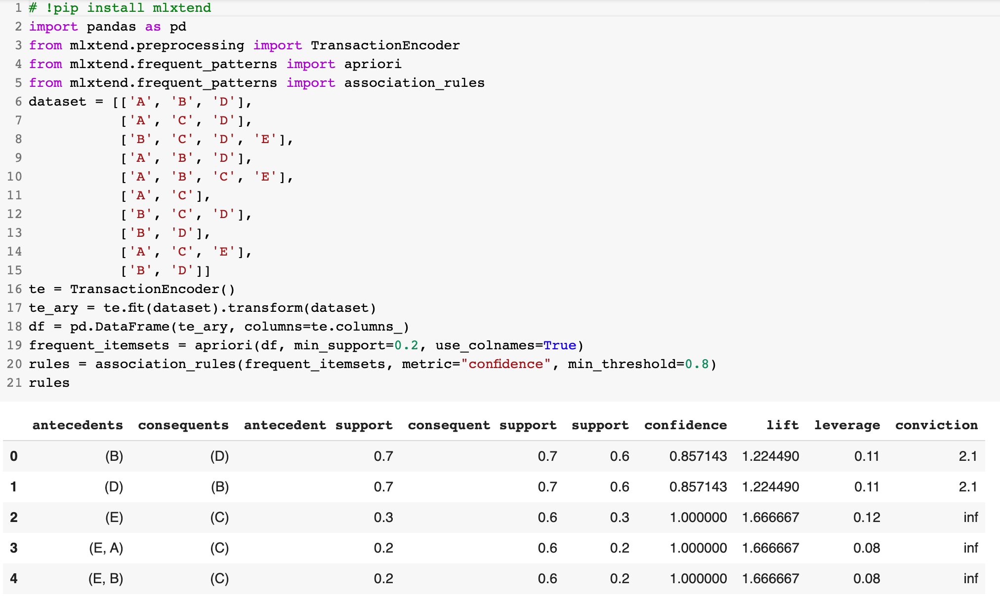 1 # !pip install mlxtend
2 import pandas as pd
3 from mlxtend.preprocessing import TransactionEncoder
4 from mlxtend.frequent_patterns import apriori
5 from mlxtend.frequent_patterns import association_rules
6 dataset = [['A', 'B', 'D'],
7            ['A', 'C', 'D'],
8            ['B', 'C', 'D', 'E'],
9            ['A', 'B', 'D'],
10            ['A', 'B', 'C', 'E'],
11            ['A', 'C'],
12            ['B', 'C', 'D'],
13            ['B', 'D'],
14            ['A', 'C', 'E'],
15            ['B', 'D']]
16 te = TransactionEncoder()
17 te_ary = te.fit(dataset).transform(dataset)
18 df = pd.DataFrame(te_ary, columns=te.columns_)
19 frequent_itemsets = apriori(df, min_support=0.2, use_colnames=True)
20 rules = association_rules(frequent_itemsets, metric="confidence", min_threshold=0.8)
21 rules
antecedents consequents antecedent support consequent support support confidence lift leverage conviction
0 (B) (D) 0.7 0.7 0.6 0.857143 1.224490 0.11 2.1
1 (D) (B) 0.7 0.7 0.6 0.857143 1.224490 0.11 2.1
2 (E) (C) 0.3 0.6 0.3 1.000000 1.666667 0.12 inf
3 (E, A) (C) 0.2 0.6 0.2 1.000000 1.666667 0.08 inf
4 (E, B) (C) 0.2 0.6 0.2 1.000000 1.666667 0.08 inf